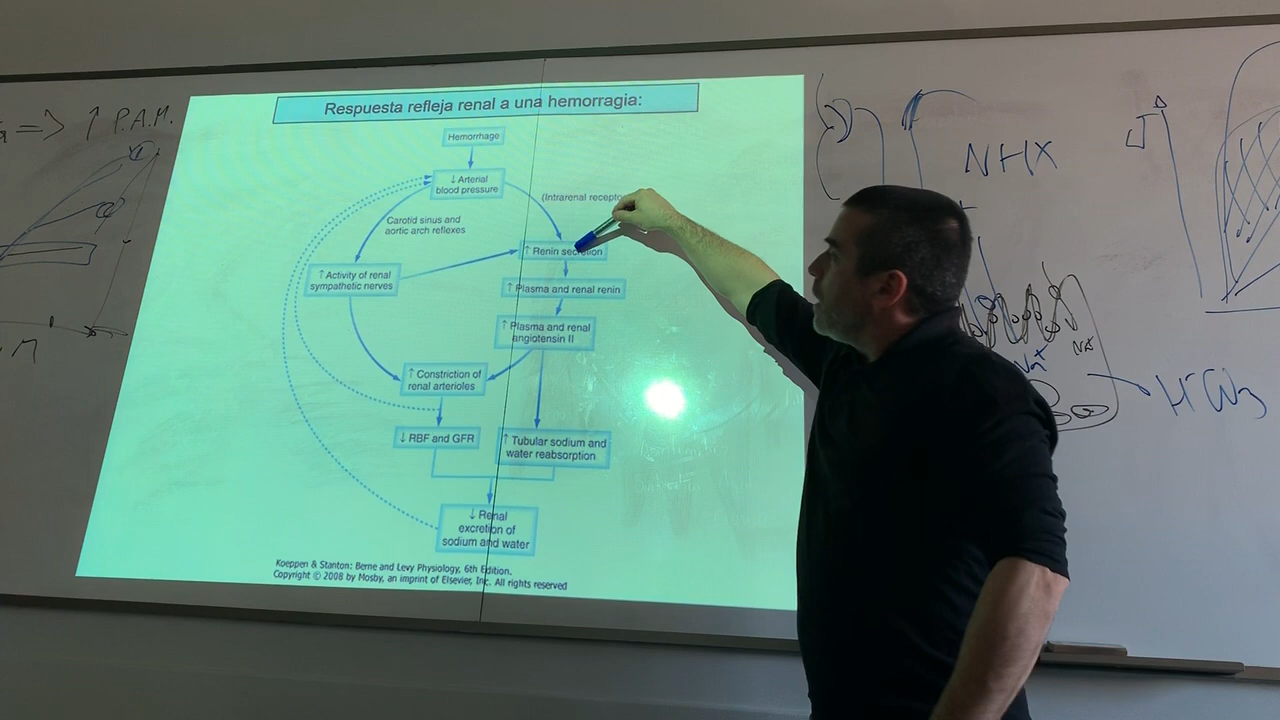 => ↑ P.A.M.
Respuesta refleja renal a una hemorragia:
Hemorrhage
↓ Arterial
blood pressure
(Intrarenal
Carotid sinus and
aortic arch reflexes
↑ Renin secretion
↑ Activity of renal
sympathetic nerves
↑ Plasma and renal renin
↑ Plasma and renal
angiotensin II
↑ Constriction of
renal arterioles
↓ RBF and GFR
↑ Tubular sodium and
water reabsorption
↓ Renal
excretion of
sodium and water
Koeppen & Stanton: Berne and Levy Physiology, 6th Edition.
Copyright © 2008 by Mosby, an imprint of Elsevier, Inc. All rights reserved
NHX
Na+